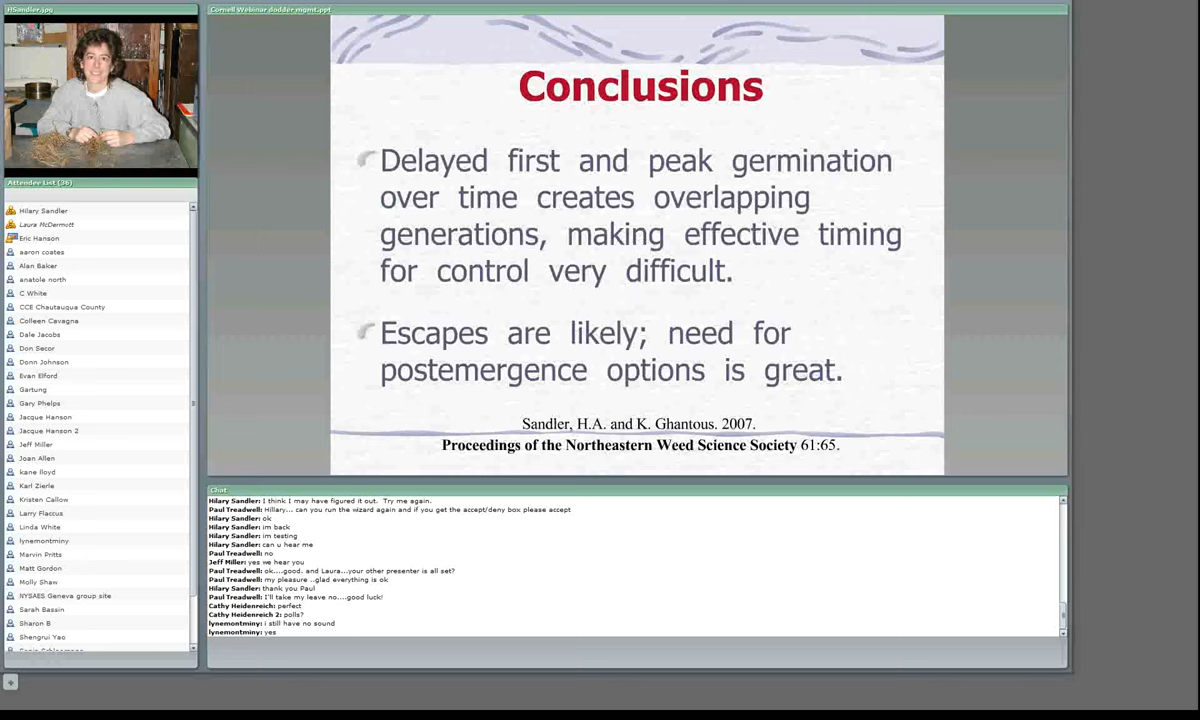 HSandler.jpg
Cornell Webinar dodder mgmt.ppt
Conclusions
Delayed first and peak germination
over time creates overlapping
generations, making effective timing
for control very difficult.
Escapes are likely; need for
postemergence options is great.
Sandler, H.A. and K. Ghantous. 2007.
Proceedings of the Northeastern Weed Science Society 61:65.
Attendee List (36)
Hilary Sandler
Laura McDermott
Eric Hanson
aaron coates
Alan Baker
anatole north
C White
CCE Chautauqua County
Colleen Cavagna
Dale Jacobs
Don Secor
Donn Johnson
Evan Elford
Gartung
Gary Phelps
Jacque Hanson
Jacque Hanson 2
Jeff Miller
Joan Allen
kane lloyd
Karl Zierle
Kristen Callow
Larry Flaccus
Linda White
lynemontminy
Marvin Pritts
Matt Gordon
Molly Shaw
NYSAES Geneva group site
Sarah Bassin
Sharon B
Shengrui Yao
Chat
Hilary Sandler: I think I may have figured it out. Try me again.
Paul Treadwell: Hillary... can you run the wizard again and if you get the accept/deny box please accept
Hilary Sandler: ok
Hilary Sandler: im back
Hilary Sandler: im testing
Hilary Sandler: can u hear me
Paul Treadwell: no
Jeff Miller: yes we hear you
Paul Treadwell: ok....good. and Laura...your other presenter is all set?
Paul Treadwell: my pleasure ..glad everything is ok
Hilary Sandler: thank you Paul
Paul Treadwell: I'll take my leave no....good luck!
Cathy Heidenreich: perfect
Cathy Heidenreich 2: polls?
lynemontminy: i still have no sound
lynemontminy: yes